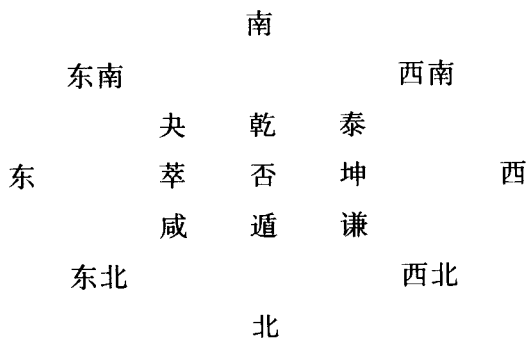 南
东南 西南
夬 乾 泰
东 萃 否 坤 西
咸 遁 谦
东北 西北
北